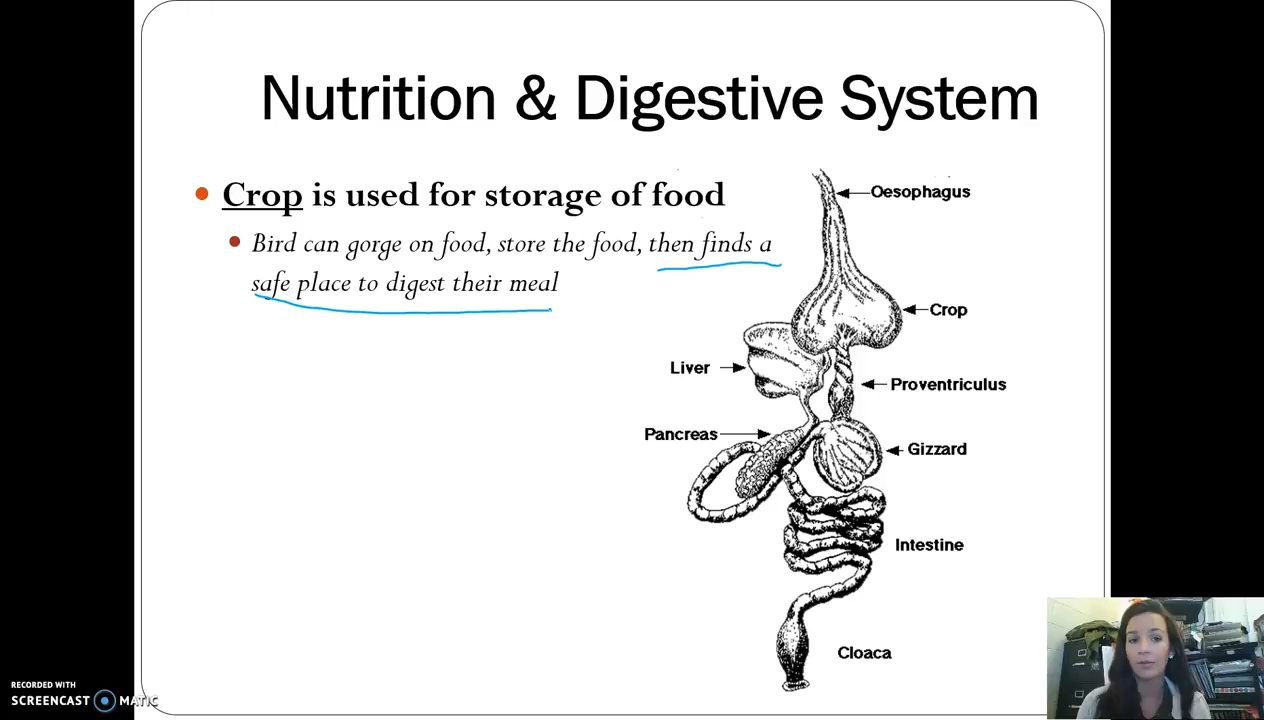 Nutrition & Digestive System
Crop is used for storage of food
Bird can gorge on food, store the food, then finds a
safe place to digest their meal
Oesophagus
Crop
Liver
Proventriculus
Pancreas
Gizzard
Intestine
Cloaca
RECORDED WITH
SCREENCAST MATIC